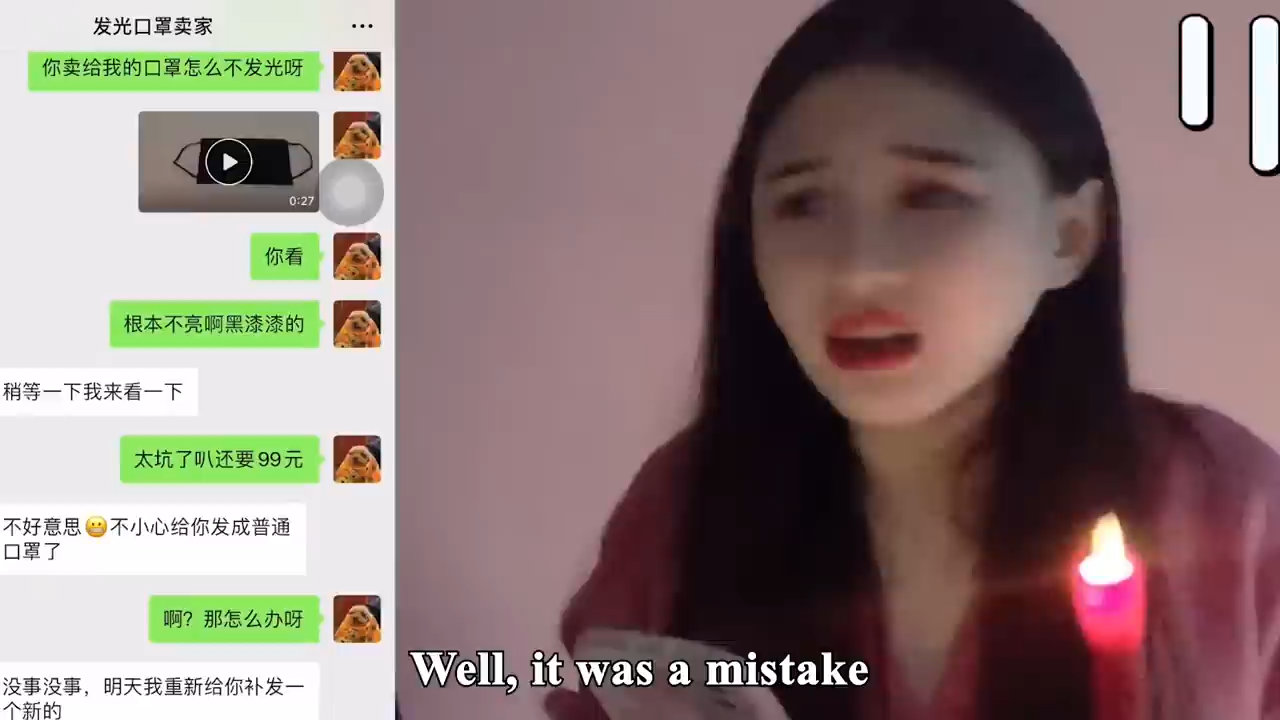 发光口罩卖家
你卖给我的口罩怎么不发光呀
0:27
你看
根本不亮啊黑漆漆的
稍等一下我来看一下
太坑了叭还要99元
不好意思😬不小心给你发成普通
口罩了
啊？那怎么办呀
没事没事，明天我重新给你补发一
个新的
Well, it was a mistake